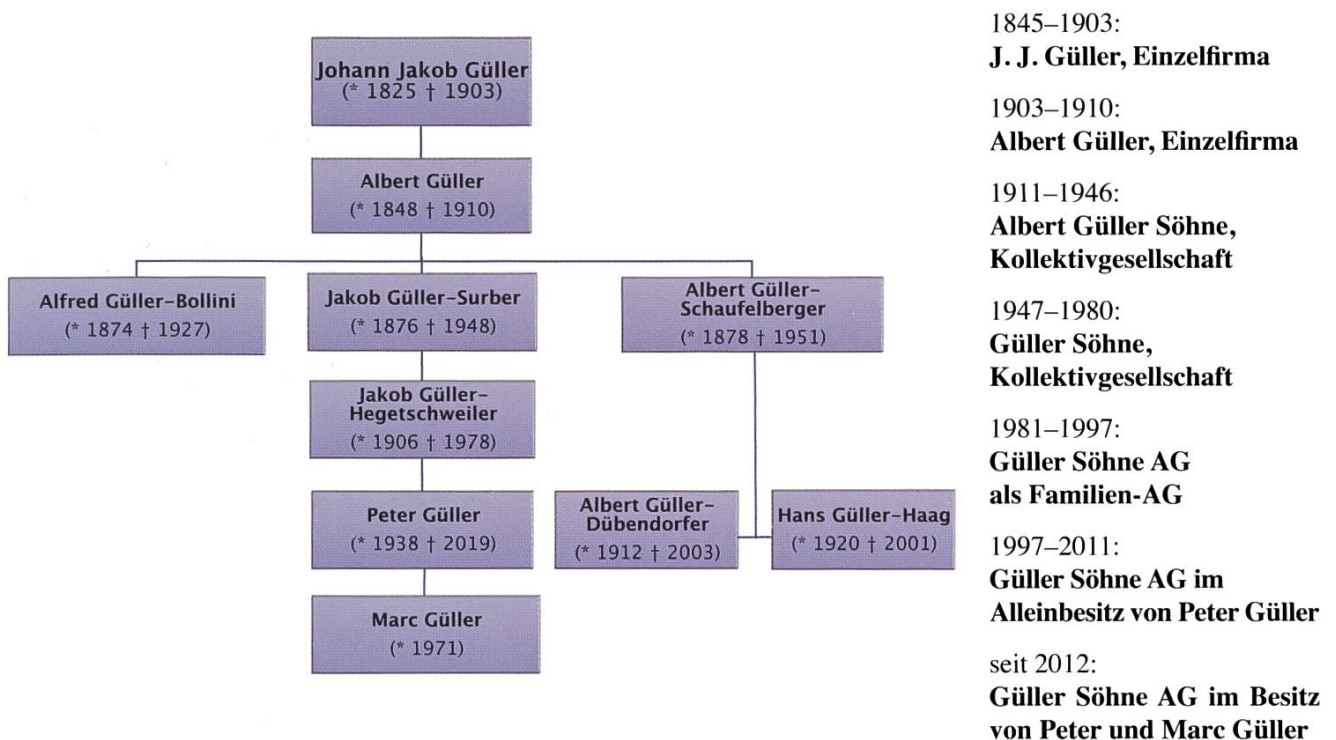 Johann Jakob Güller
(* 1825 † 1903)
Albert Güller
(* 1848 † 1910)
Alfred Güller–Bollini
(* 1874 † 1927)
Jakob Güller–Surber
(* 1876 † 1948)
Albert Güller–
Schaufelberger
(* 1878 † 1951)
Jakob Güller–
Hegetschweiler
(* 1906 † 1978)
Peter Güller
(* 1938 † 2019)
Albert Güller–
Dübendorfer
(* 1912 † 2003)
Hans Güller–Haag
(* 1920 † 2001)
Marc Güller
(* 1971)
1845–1903:
J. J. Güller, Einzelfirma
1903–1910:
Albert Güller, Einzelfirma
1911–1946:
Albert Güller Söhne,
Kollektivgesellschaft
1947–1980:
Güller Söhne,
Kollektivgesellschaft
1981–1997:
Güller Söhne AG
als Familien-AG
1997–2011:
Güller Söhne AG im
Alleinbesitz von Peter Güller
seit 2012:
Güller Söhne AG im Besitz
von Peter und Marc Güller